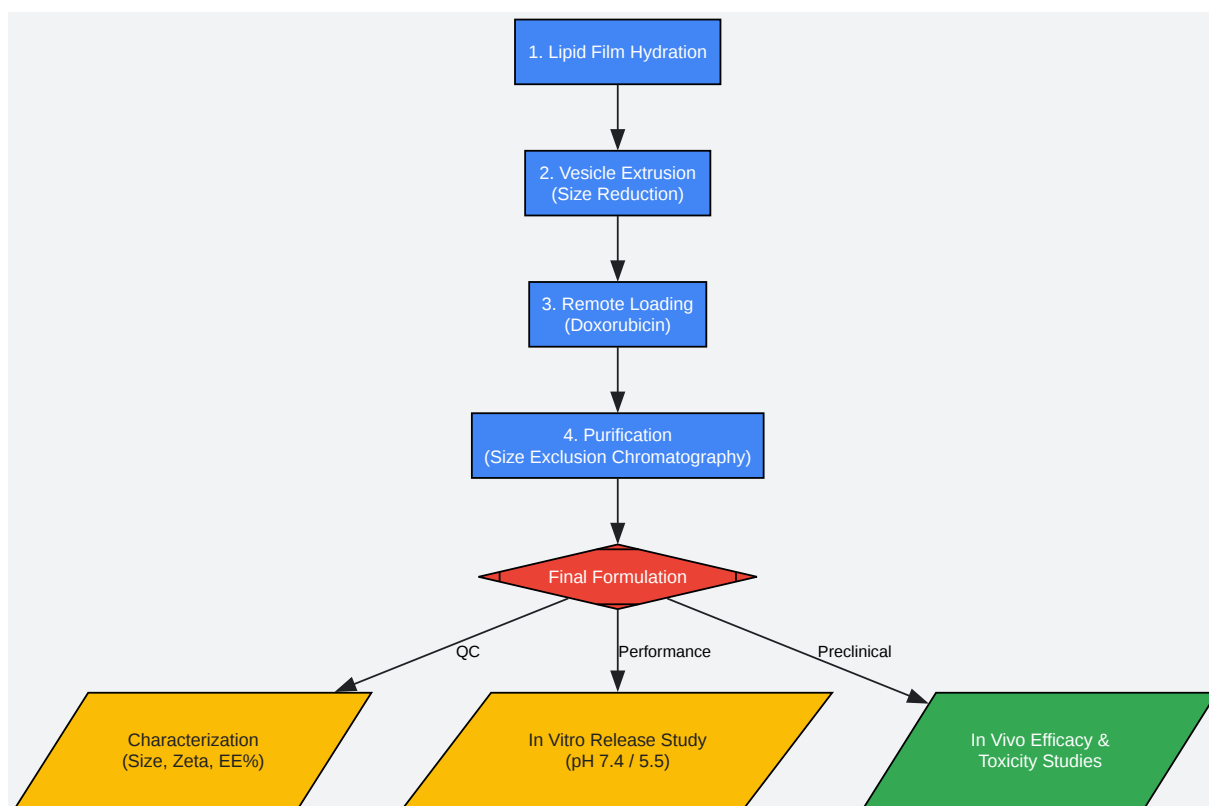 1. Lipid Film Hydration
2. Vesicle Extrusion
(Size Reduction)
3. Remote Loading
(Doxorubicin)
4. Purification
(Size Exclusion Chromatography)
Final Formulation
QC
Performance
Preclinical
Characterization
(Size, Zeta, EE%)
In Vitro Release Study
(pH 7.4 / 5.5)
In Vivo Efficacy &
Toxicity Studies